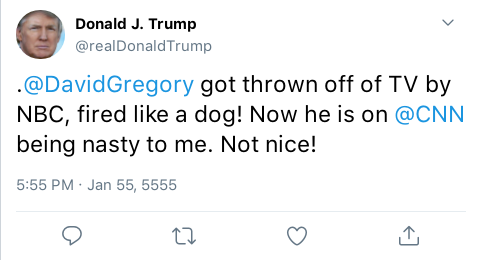 Donald J. Trump
@realDonaldTrump
.@DavidGregory got thrown off of TV by
NBC, fired like a dog! Now he is on @CNN
being nasty to me. Not nice!
5:55 PM · Jan 55, 5555